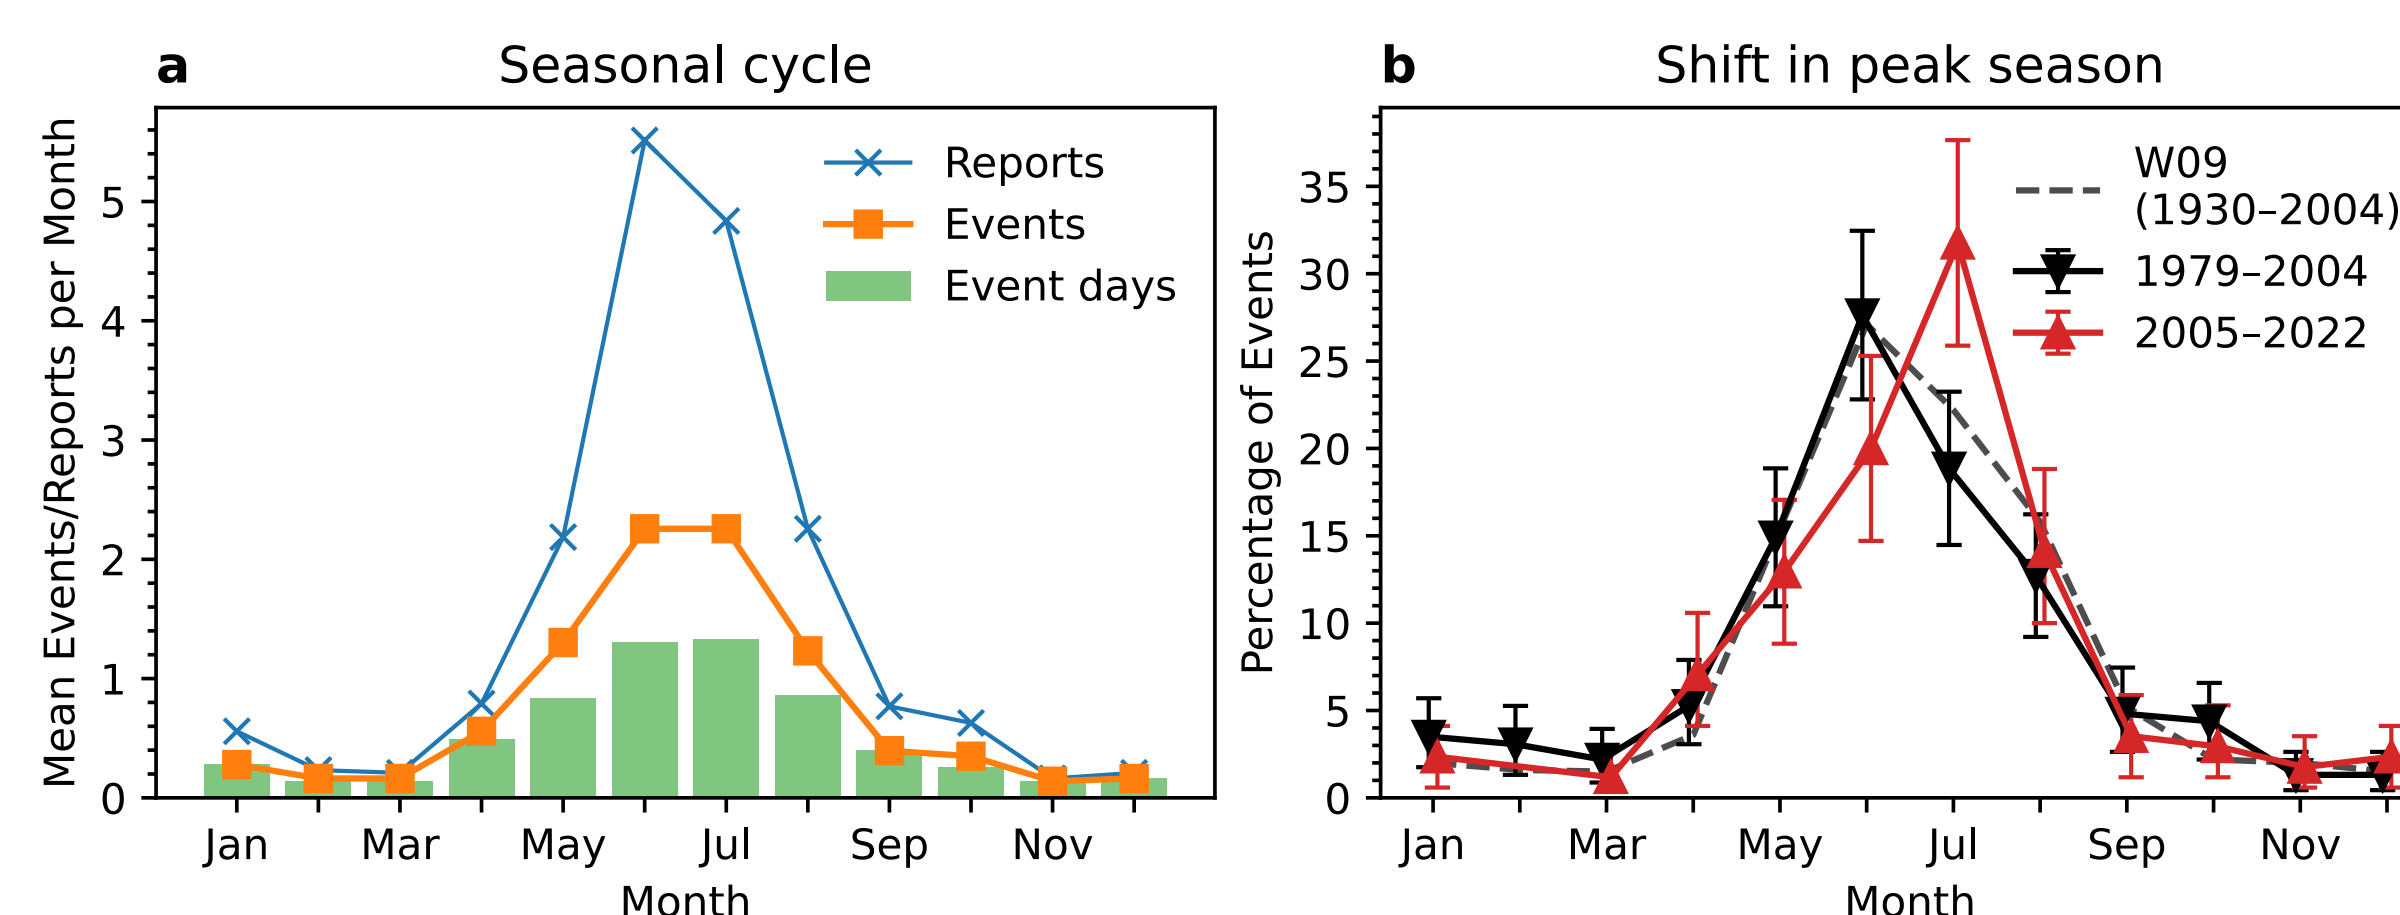 a
Seasonal cycle
Mean Events/Reports per Month
5
4
3
2
1
0
Reports
Events
Event days
Jan
Mar
May
Jul
Sep
Nov
Month
b
Shift in peak season
Percentage of Events
35
30
25
20
15
10
5
0
W09
(1930–2004)
1979–2004
2005–2022
Jan
Mar
May
Jul
Sep
Nov
Month